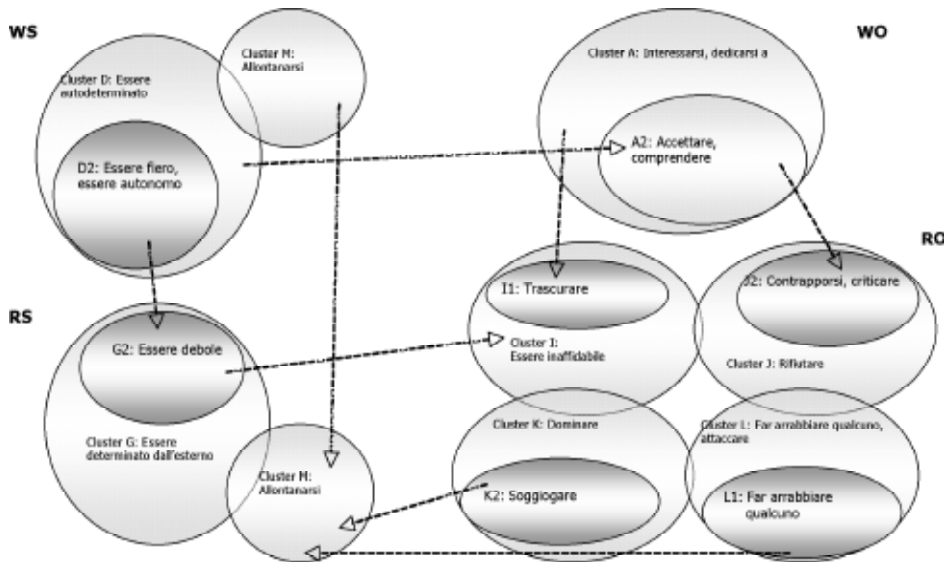 WS
Cluster M:
Allontanarsi
WO
Cluster A: Interessarsi, dedicarsi a
Cluster D: Essere
autodeterminato
D2: Essere fiero,
essere autonomo
A2: Accettare,
comprendere
RO
RS
I1: Trascurare
J2: Contrapporsi, criticare
G2: Essere debole
Cluster I:
Essere inaffidabile
Cluster J: Rifiutare
Cluster G: Essere
determinato dall'esterno
Cluster M:
Allontanarsi
Cluster K: Dominare
Cluster L: Far arrabbiare qualcuno,
attaccare
K2: Soggiogare
L1: Far arrabbiare
qualcuno